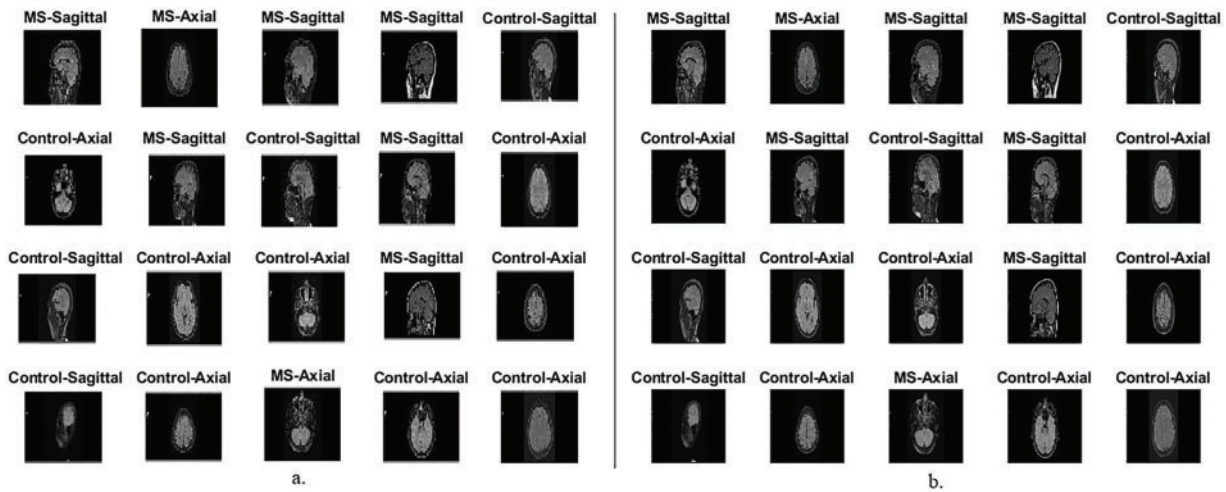 MS-Sagittal MS-Axial MS-Sagittal MS-Sagittal Control-Sagittal
Control-Axial MS-Sagittal Control-Sagittal MS-Sagittal Control-Axial
Control-Sagittal Control-Axial Control-Axial MS-Sagittal Control-Axial
Control-Sagittal Control-Axial MS-Axial Control-Axial Control-Axial
a.
MS-Sagittal MS-Axial MS-Sagittal MS-Sagittal Control-Sagittal
Control-Axial MS-Sagittal Control-Sagittal MS-Sagittal Control-Axial
Control-Sagittal Control-Axial Control-Axial MS-Sagittal Control-Axial
Control-Sagittal Control-Axial MS-Axial Control-Axial Control-Axial
b.